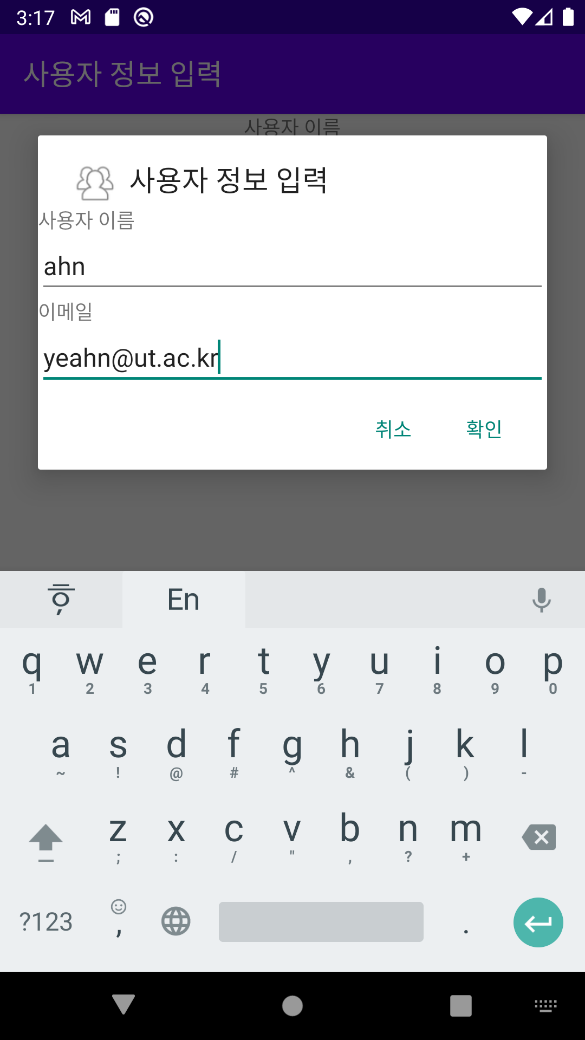 3:17
사용자 정보 입력
사용자 이름
사용자 정보 입력
사용자 이름
ahn
이메일
yeahn@ut.ac.kr
취소 확인
ㅎ, En
q w e r t y u i o p
1 2 3 4 5 6 7 8 9 0
a s d f g h j k l
~ ! @ # ^ & ( ) -
z x c v b n m
; : / " , ? +
?123 , .